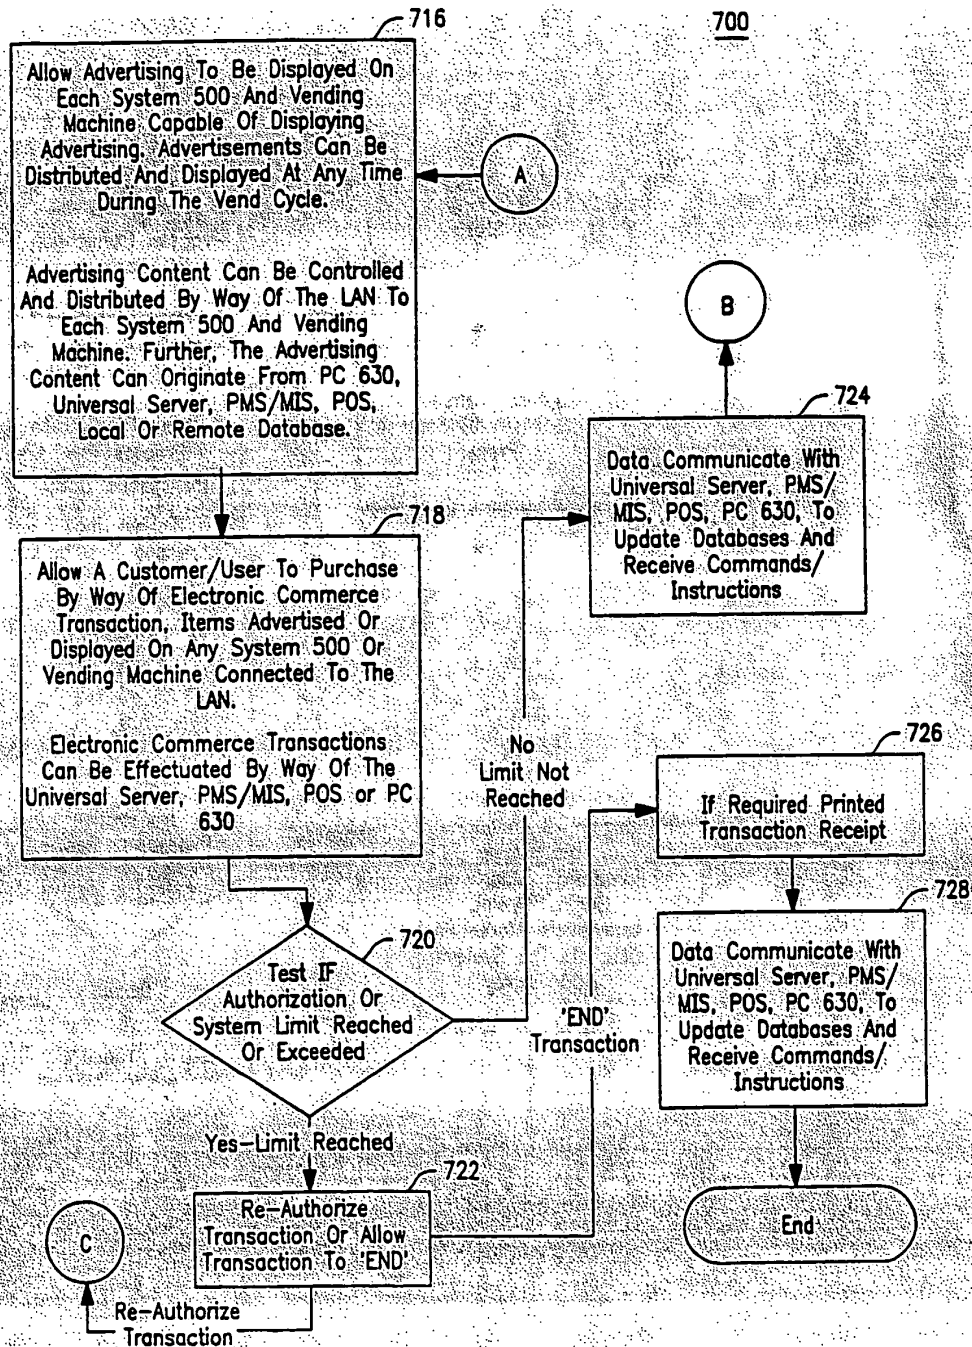 716
700
Allow Advertising To Be Displayed On
Each System 500 And Vending
Machine Capable Of Displaying
Advertising. Advertisements Can Be
Distributed And Displayed At Any Time
During The Vend Cycle.
Advertising Content Can Be Controlled
And Distributed By Way Of The LAN To
Each System 500 And Vending
Machine. Further, The Advertising
Content Can Originate From PC 630,
Universal Server, PMS/MIS, POS,
Local Or Remote Database.
A
B
718
Allow A Customer/User To Purchase
By Way Of Electronic Commerce
Transaction, Items Advertised Or
Displayed On Any System 500 Or
Vending Machine Connected To The
LAN.
Electronic Commerce Transactions
Can Be Effectuated By Way Of The
Universal Server, PMS/MIS, POS or PC
630
724
Data Communicate With
Universal Server, PMS/
MIS, POS, PC 630, To
Update Databases And
Receive Commands/
Instructions
720
Test IF
Authorization Or
System Limit Reached
Or Exceeded
No
Limit Not
Reached
Yes-Limit Reached
722
Re-Authorize
Transaction Or Allow
Transaction To 'END'
C
Re-Authorize
Transaction
'END'
Transaction
726
If Required Printed
Transaction Receipt
728
Data Communicate With
Universal Server, PMS/
MIS, POS, PC 630, To
Update Databases And
Receive Commands/
Instructions
End